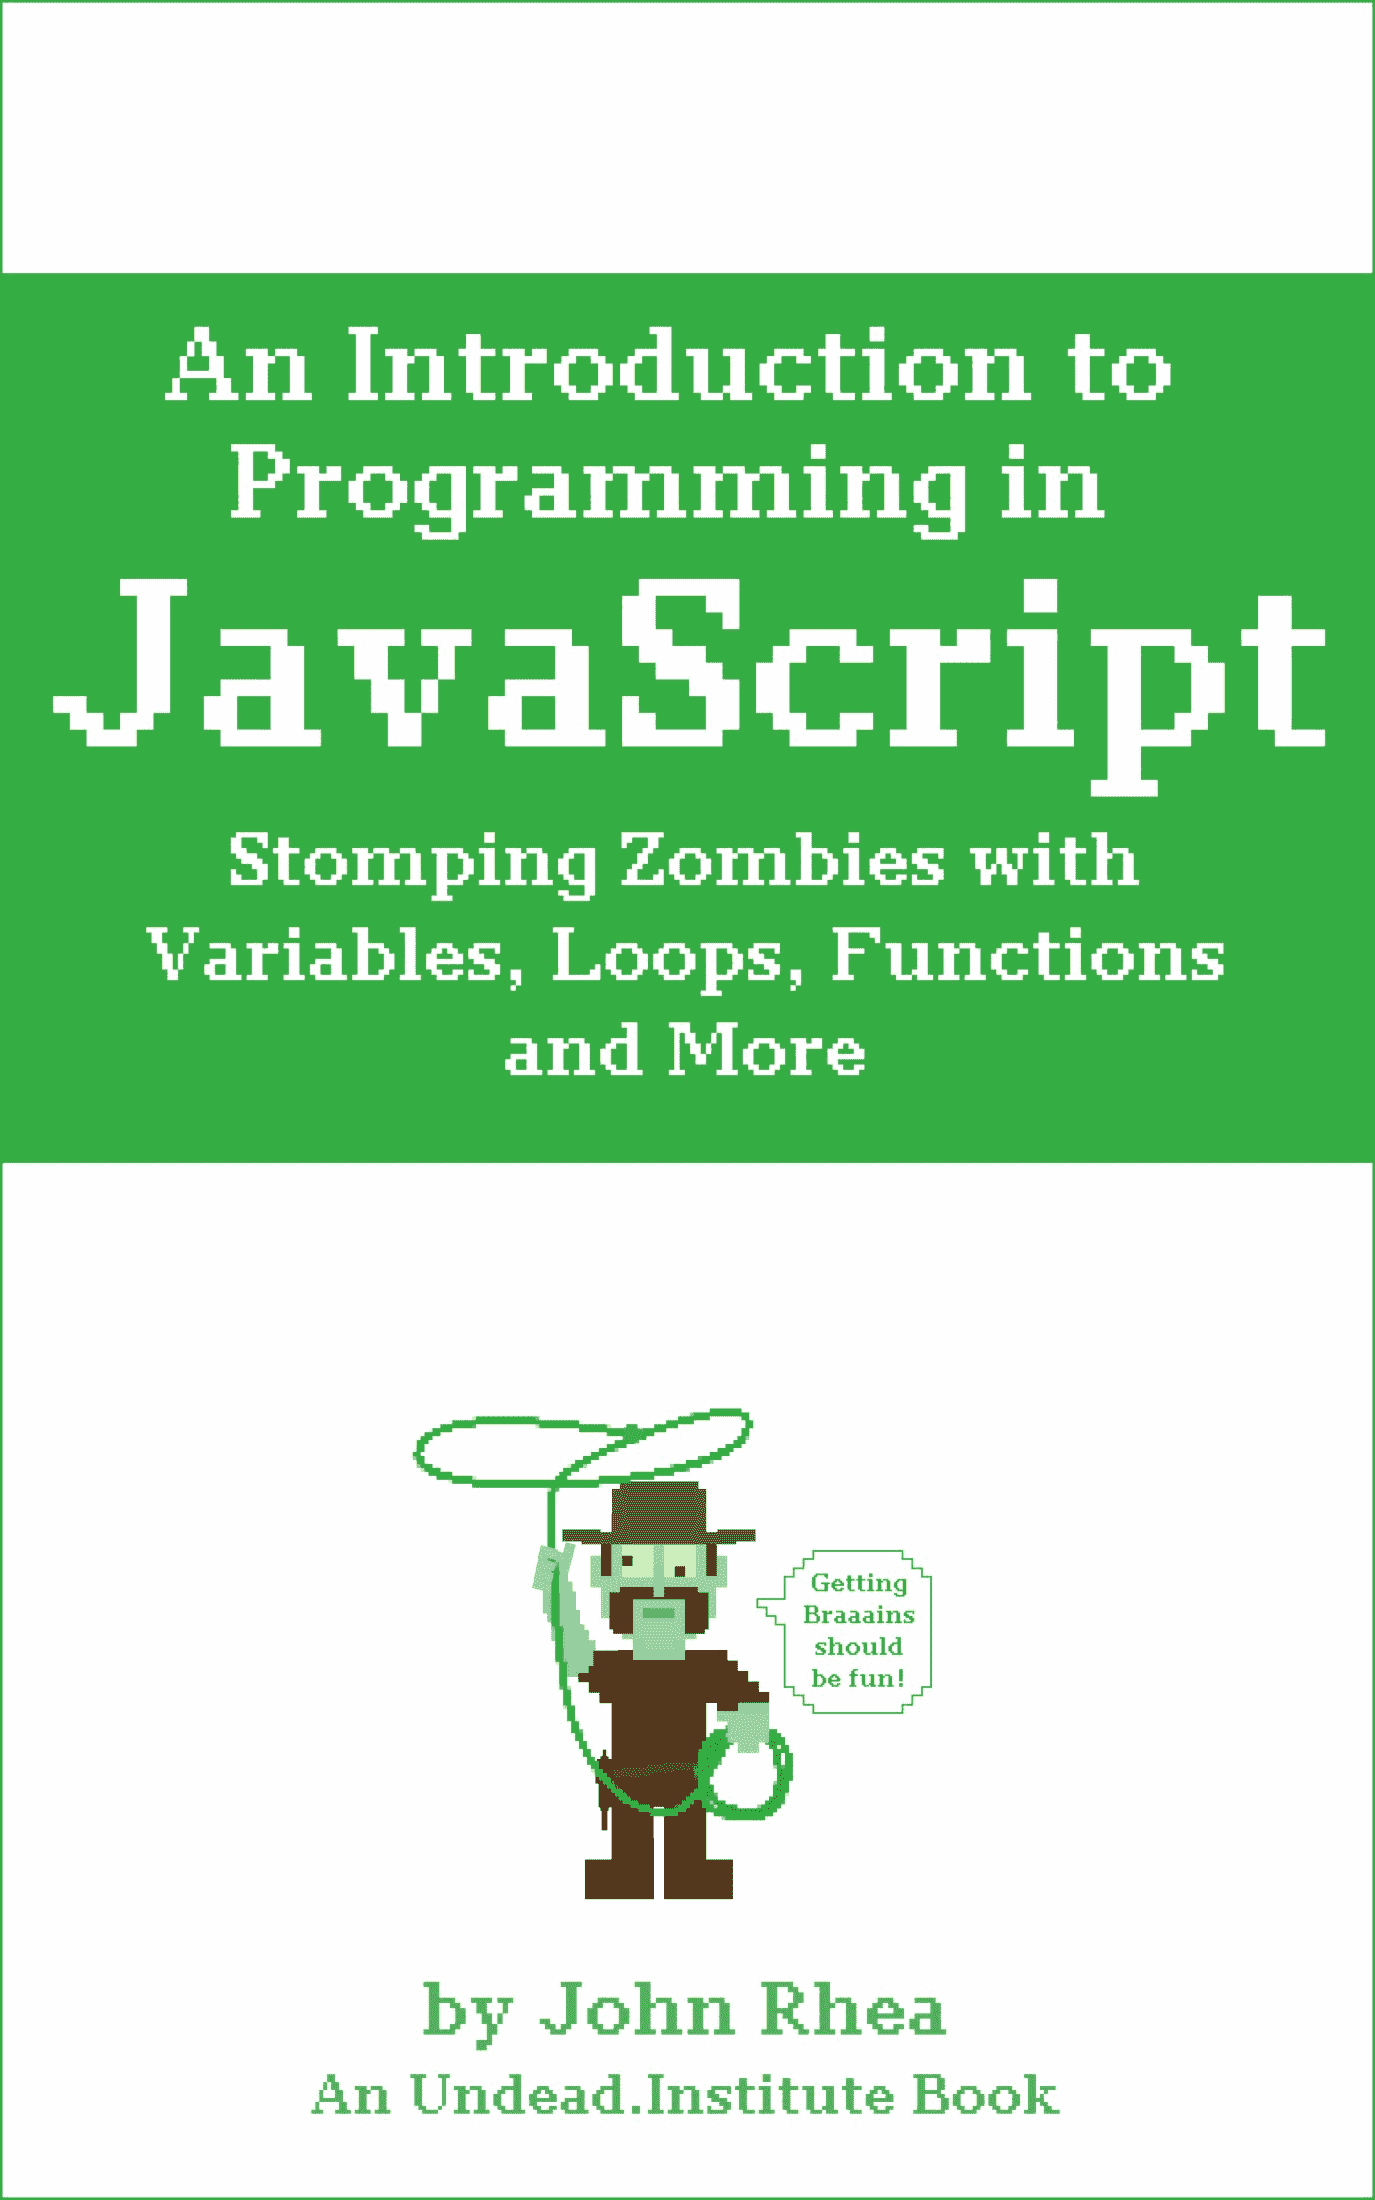 An Introduction to
Programming in
JavaScript
Stomping Zombies with
Variables, Loops, Functions
and More
Getting
Braaains
should
be fun!
by John Rhea
An Undead.Institute Book